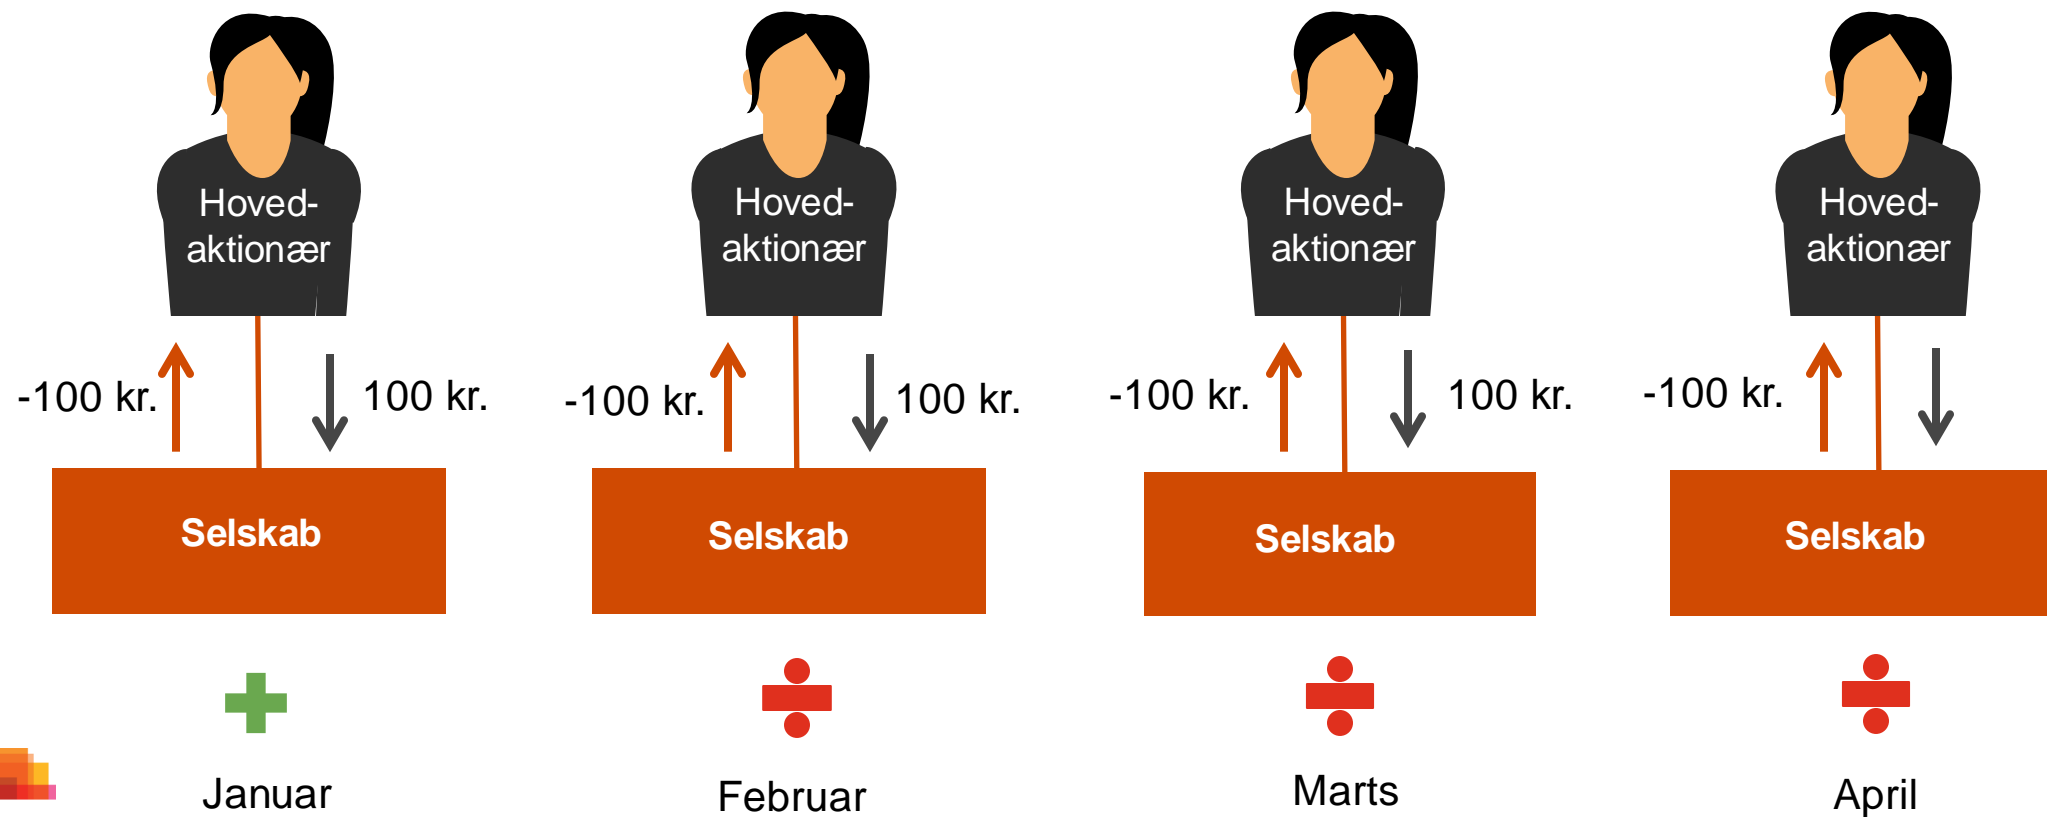 Hoved-
aktionær
-100 kr.
100 kr.
Selskab
Januar
Hoved-
aktionær
-100 kr.
100 kr.
Selskab
Februar
Hoved-
aktionær
-100 kr.
100 kr.
Selskab
Marts
Hoved-
aktionær
-100 kr.
Selskab
April